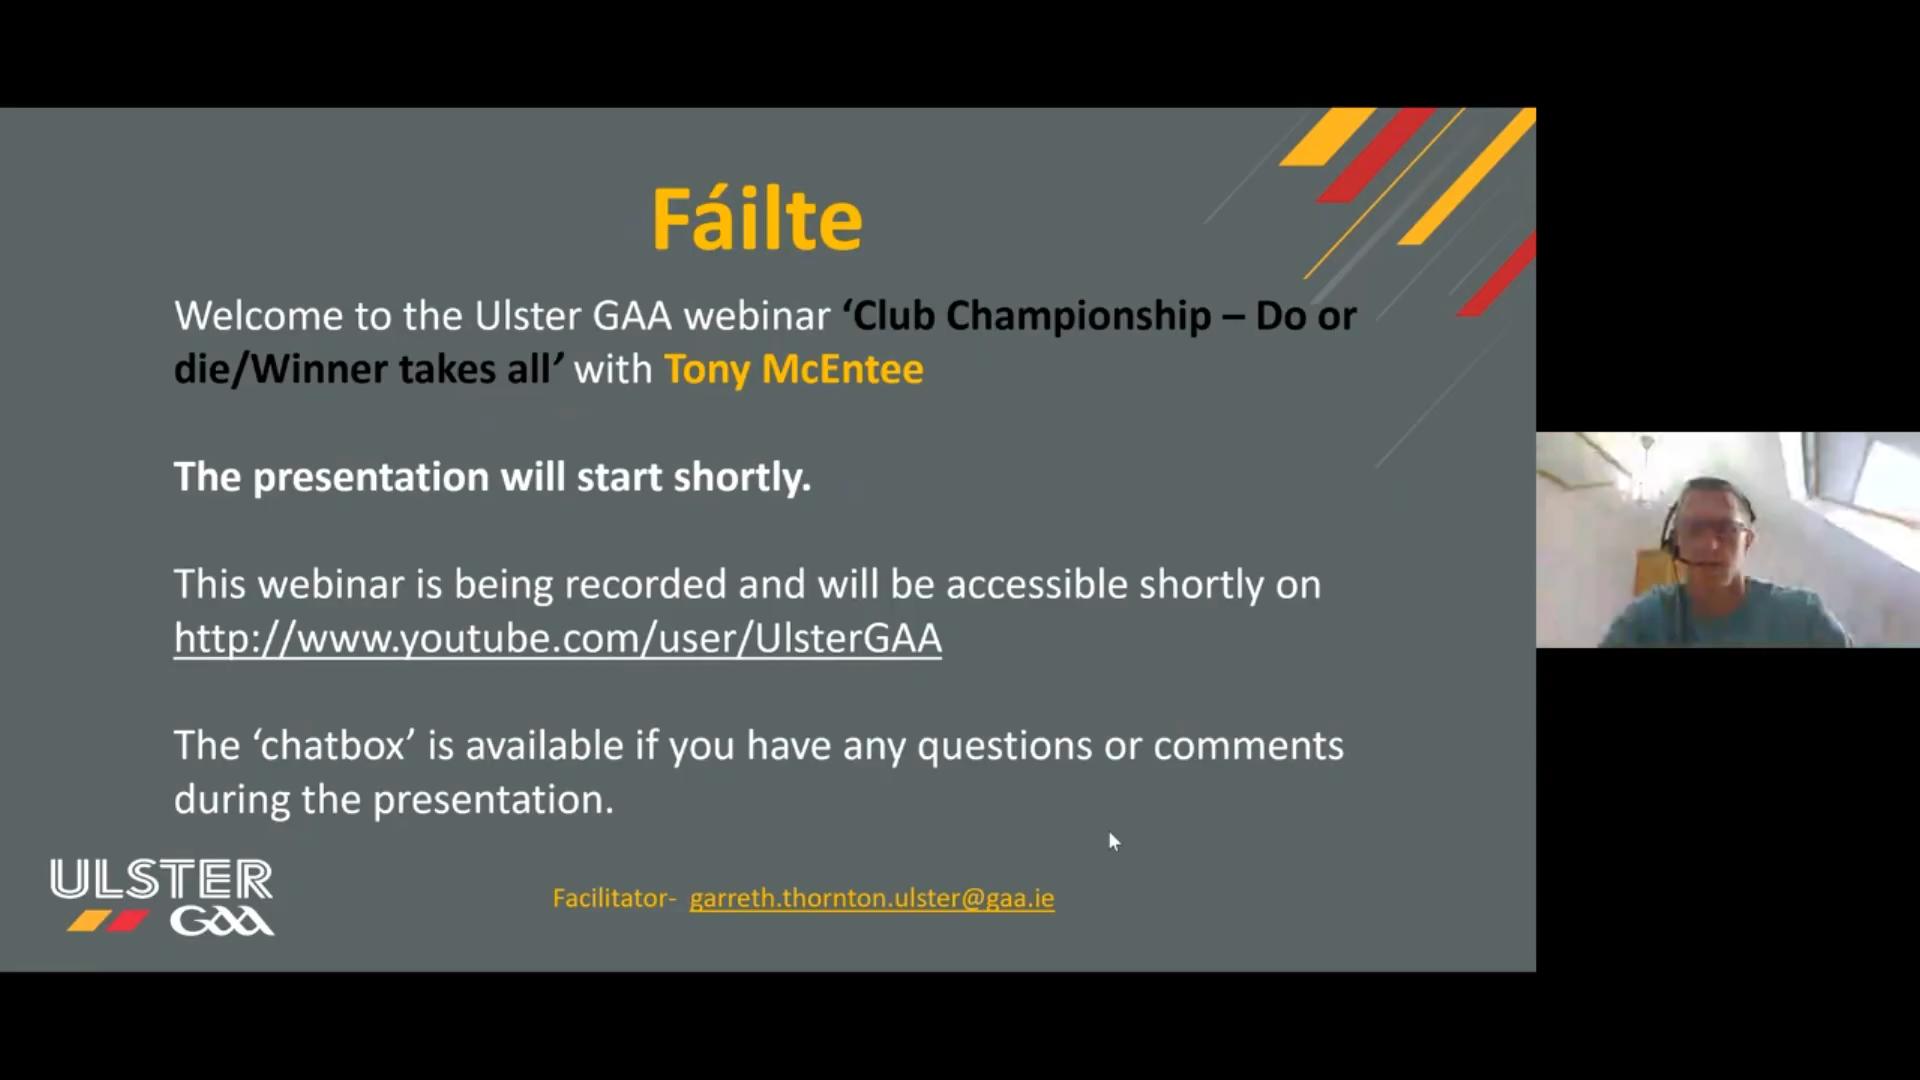 Fáilte
Welcome to the Ulster GAA webinar ‘Club Championship – Do or
die/Winner takes all’ with Tony McEntee
The presentation will start shortly.
This webinar is being recorded and will be accessible shortly on
http://www.youtube.com/user/UlsterGAA
The ‘chatbox’ is available if you have any questions or comments
during the presentation.
ULSTER
GAA
Facilitator- garreth.thornton.ulster@gaa.ie